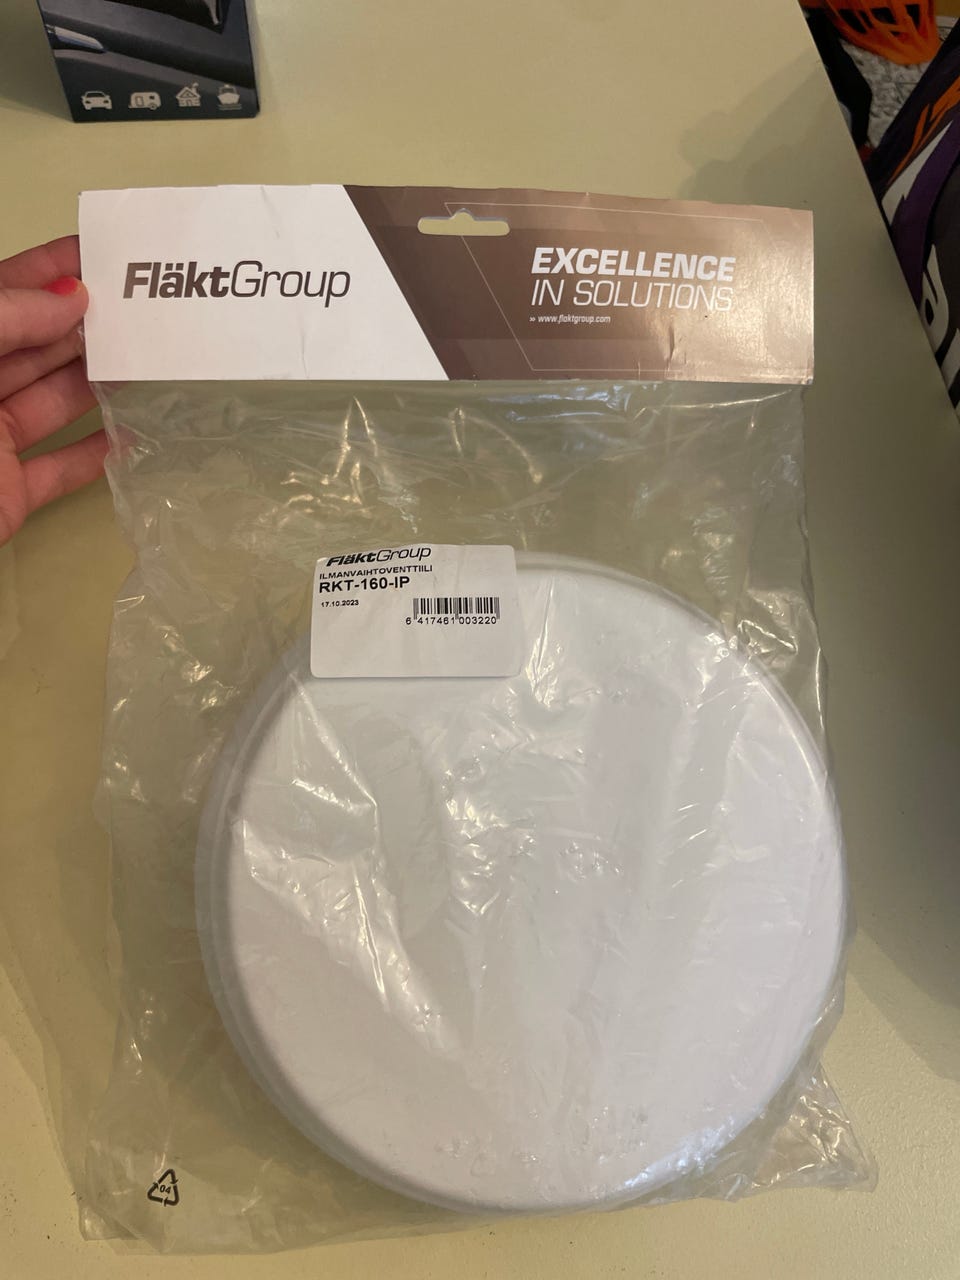 FläktGroup
EXCELLENCE
IN SOLUTIONS
» www.flaktgroup.com
FläktGroup
ILMANVAIHTOVENTTIILI
RKT-160-IP
17.10.2023
6 417461 003220
04